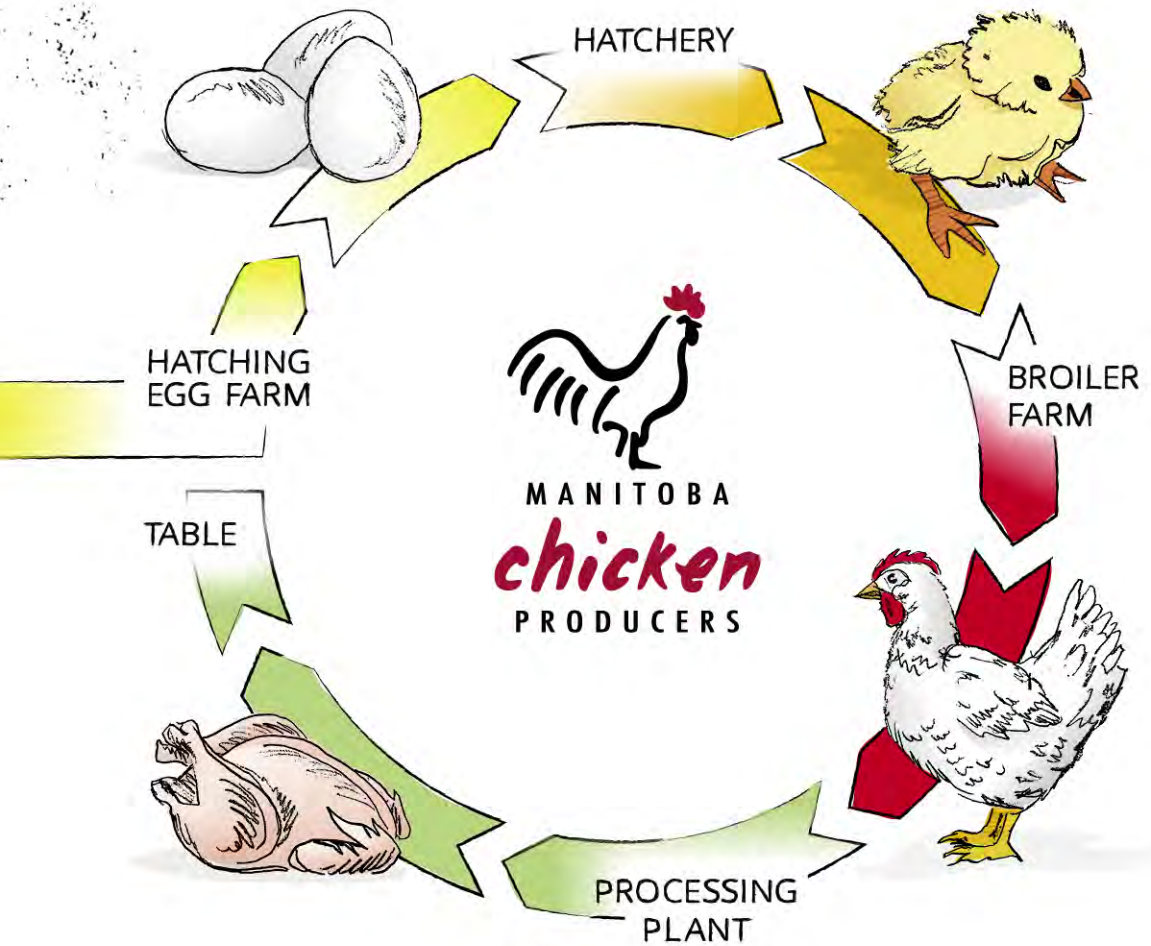 HATCHERY
HATCHING
EGG FARM
BROILER
FARM
MANITOBA
chicken
PRODUCERS
TABLE
PROCESSING
PLANT